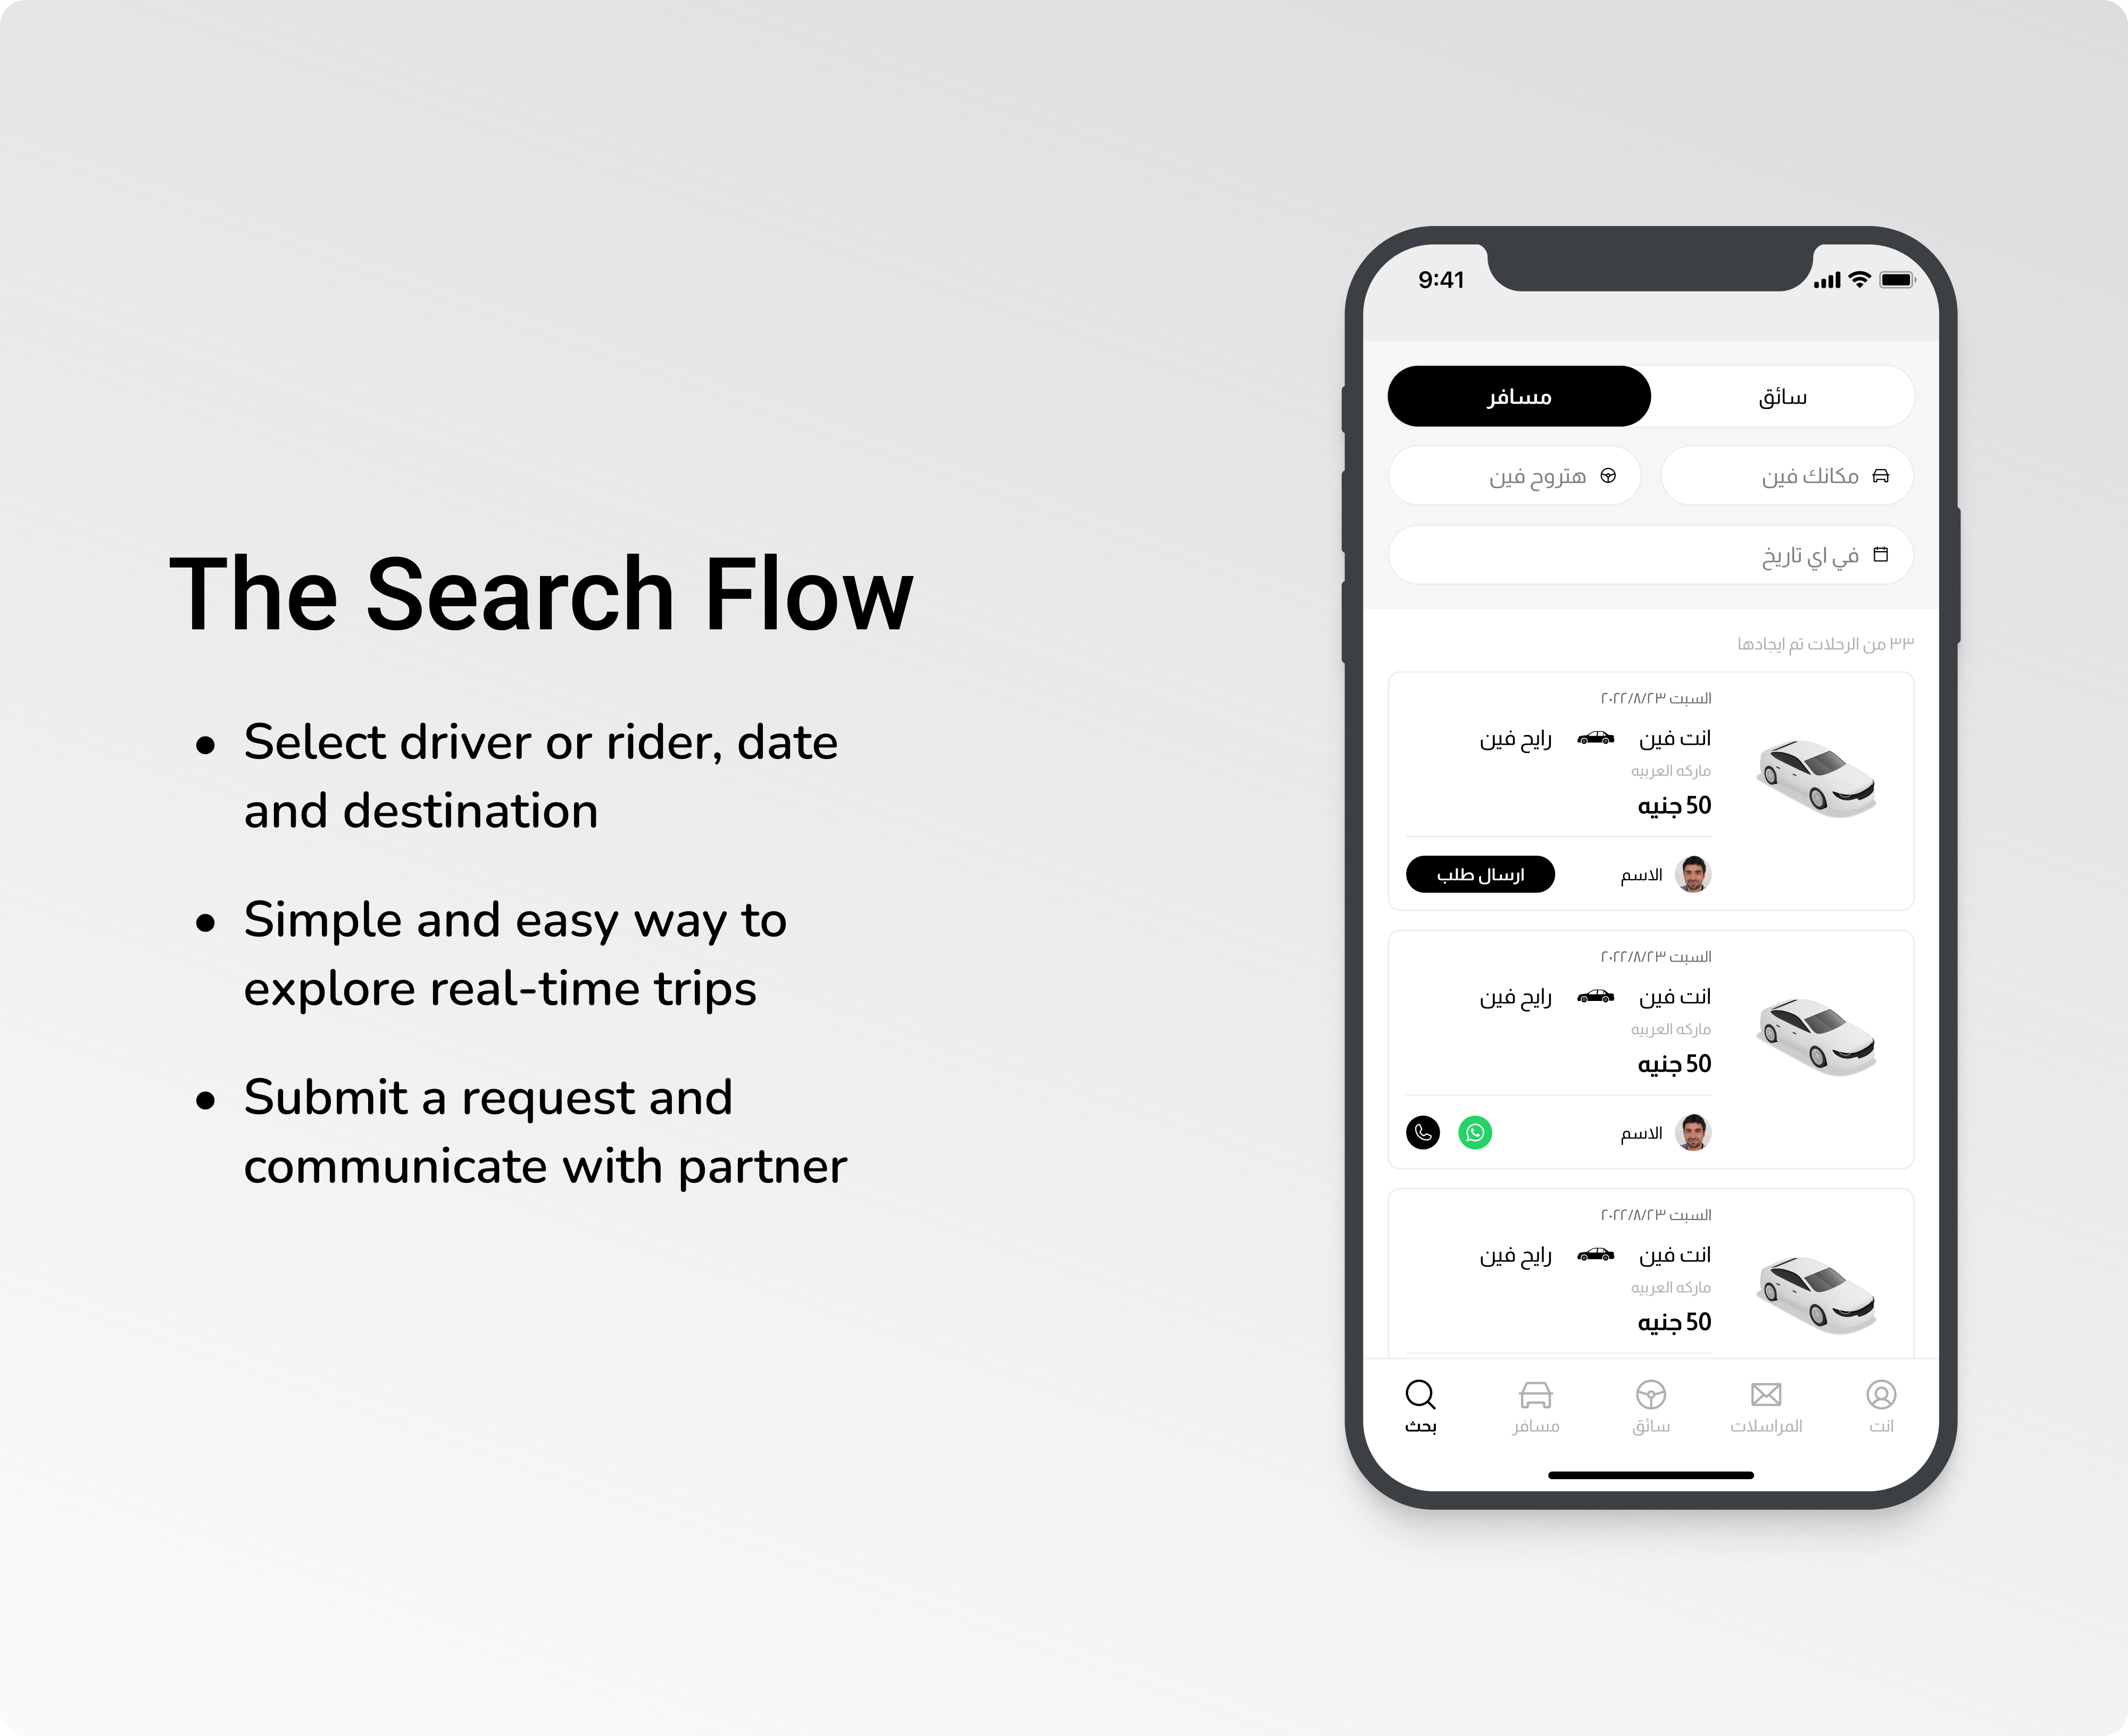 The Search Flow
• Select driver or rider, date
and destination
• Simple and easy way to
explore real-time trips
• Submit a request and
communicate with partner
9:41
سائق
مسافر
مكانك فين
هتروح فين
في اي تاريخ
٣٣ من الرحلات تم ايجادها
السبت ٢٠٢٢/٨/٢٣
انت فين رايح فين
ماركه العربيه
50 جنيه
الاسم
ارسال طلب
السبت ٢٠٢٢/٨/٢٣
انت فين رايح فين
ماركه العربيه
50 جنيه
الاسم
السبت ٢٠٢٢/٨/٢٣
انت فين رايح فين
ماركه العربيه
50 جنيه
انت
المراسلات
سائق
مسافر
بحث